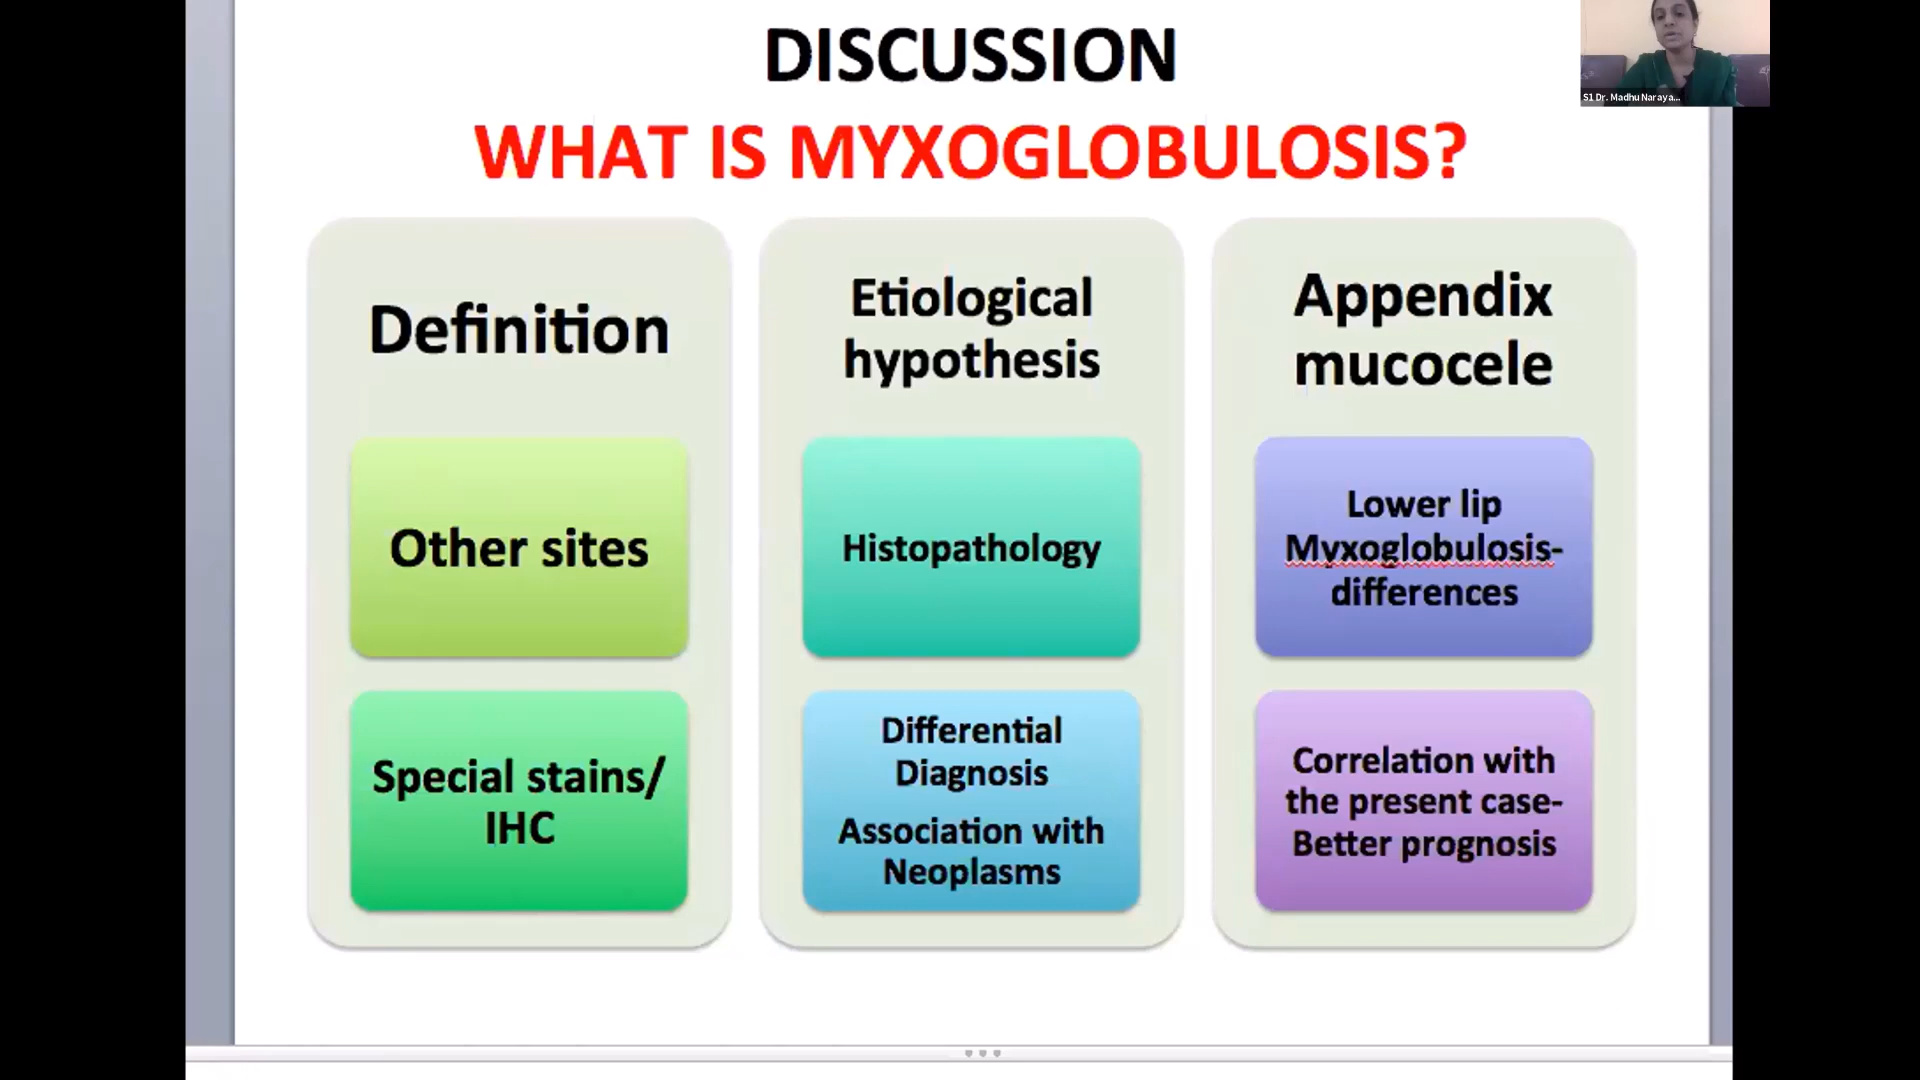 DISCUSSION
WHAT IS MYXOGLOBULOSIS?
S1 Dr. Madhu Naraya...
Definition
Other sites
Special stains/
IHC
Etiological
hypothesis
Histopathology
Differential
Diagnosis
Association with
Neoplasms
Appendix
mucocele
Lower lip
Myxoglobulosis-
differences
Correlation with
the present case-
Better prognosis